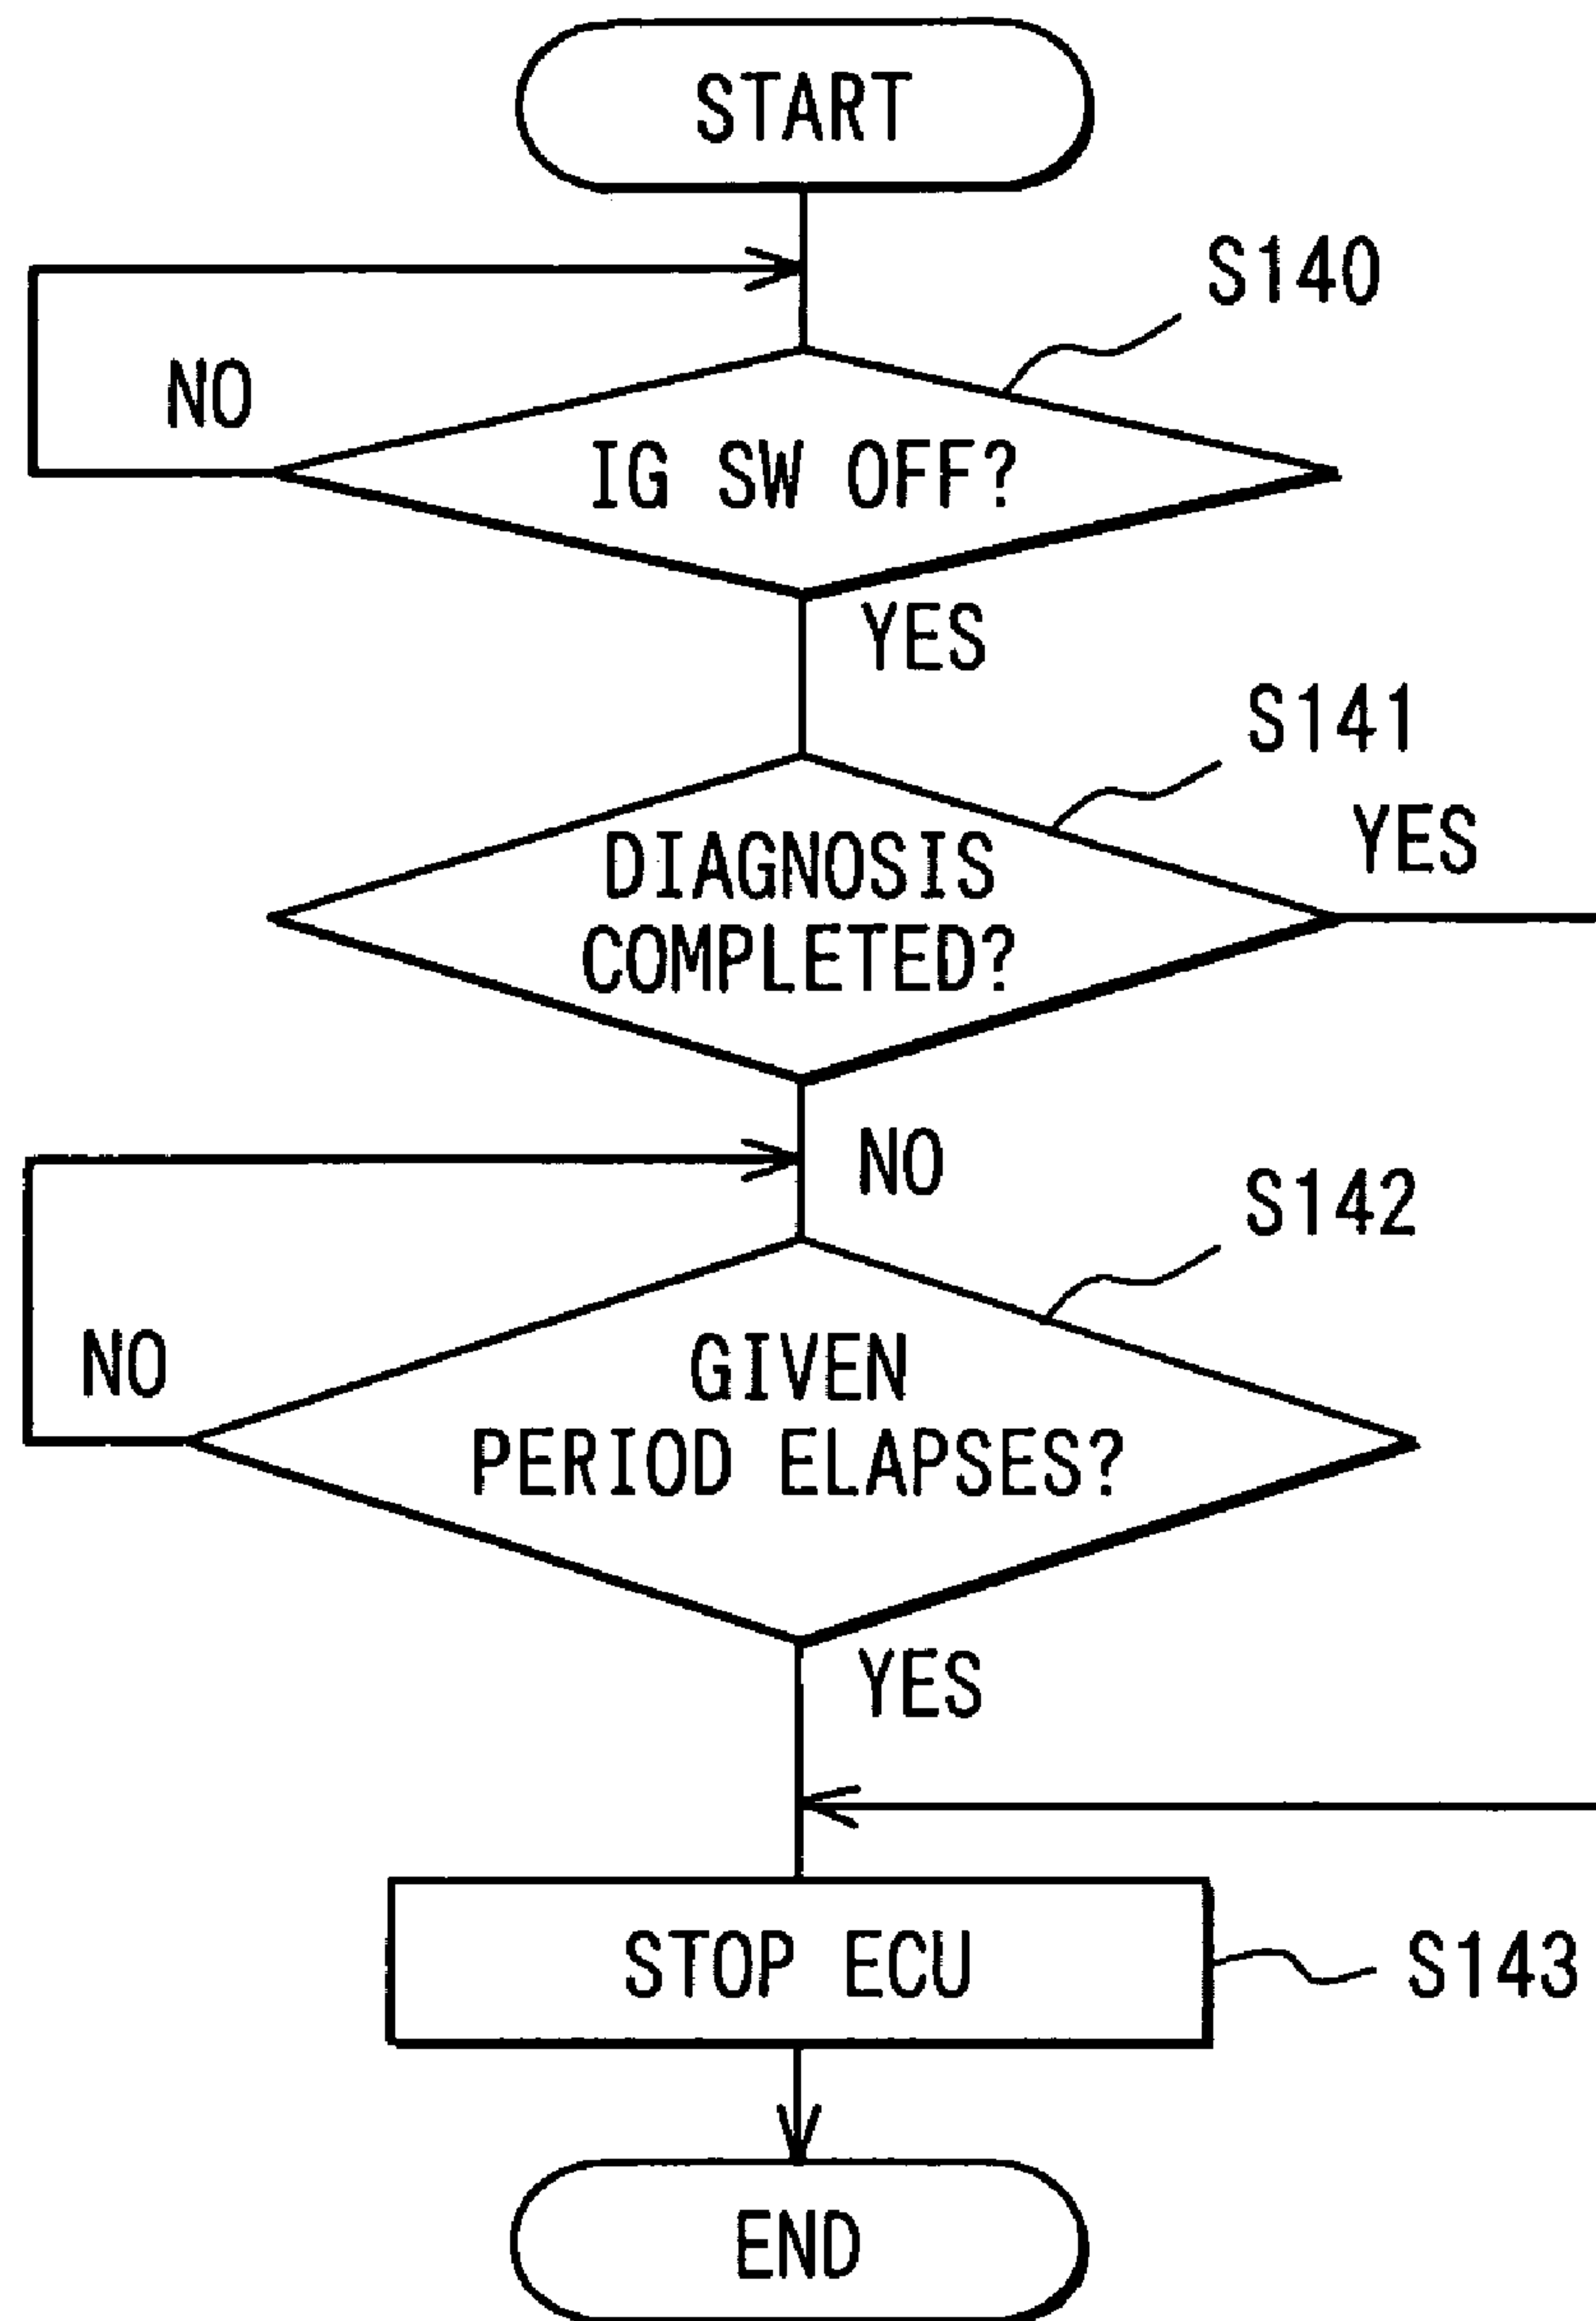 START
S140
NO
IG SW OFF?
YES
S141
YES
DIAGNOSIS
COMPLETED?
NO
S142
NO
GIVEN
PERIOD ELAPSES?
YES
STOP ECU
S143
END